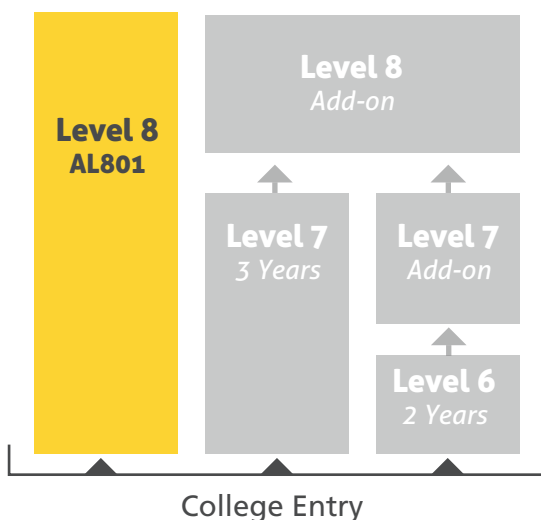 Level 8
AL801
Level 8
Add-on
Level 7
3 Years
Level 7
Add-on
Level 6
2 Years
College Entry